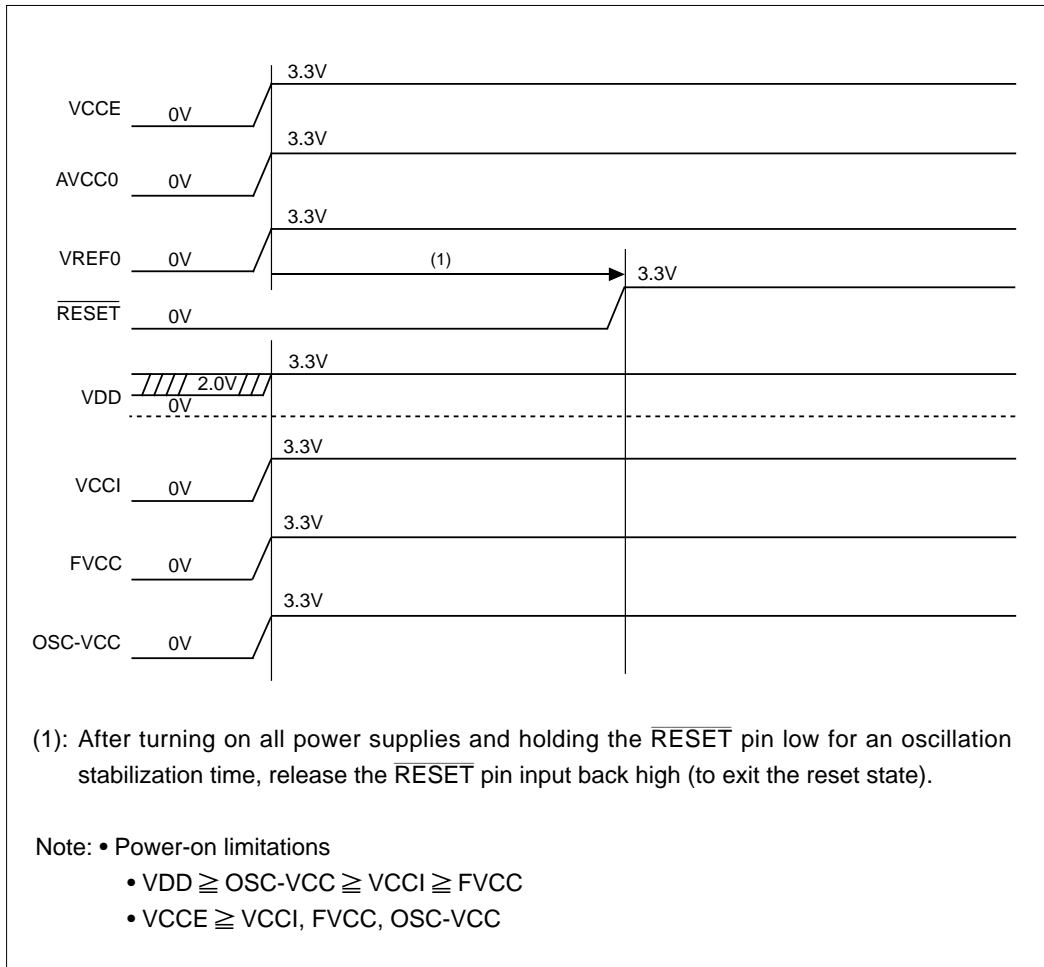 3.3V
VCCE 0V
3.3V
AVCC0 0V
3.3V
VREF0 0V
(1)
3.3V
RESET 0V
3.3V
2.0V
VDD
0V
3.3V
VCCI 0V
3.3V
FVCC 0V
3.3V
OSC-VCC 0V
(1): After turning on all power supplies and holding the RESET pin low for an oscillation
stabilization time, release the RESET pin input back high (to exit the reset state).
Note: • Power-on limitations
• VDD ≧ OSC-VCC ≧ VCCI ≧ FVCC
• VCCE ≧ VCCI, FVCC, OSC-VCC